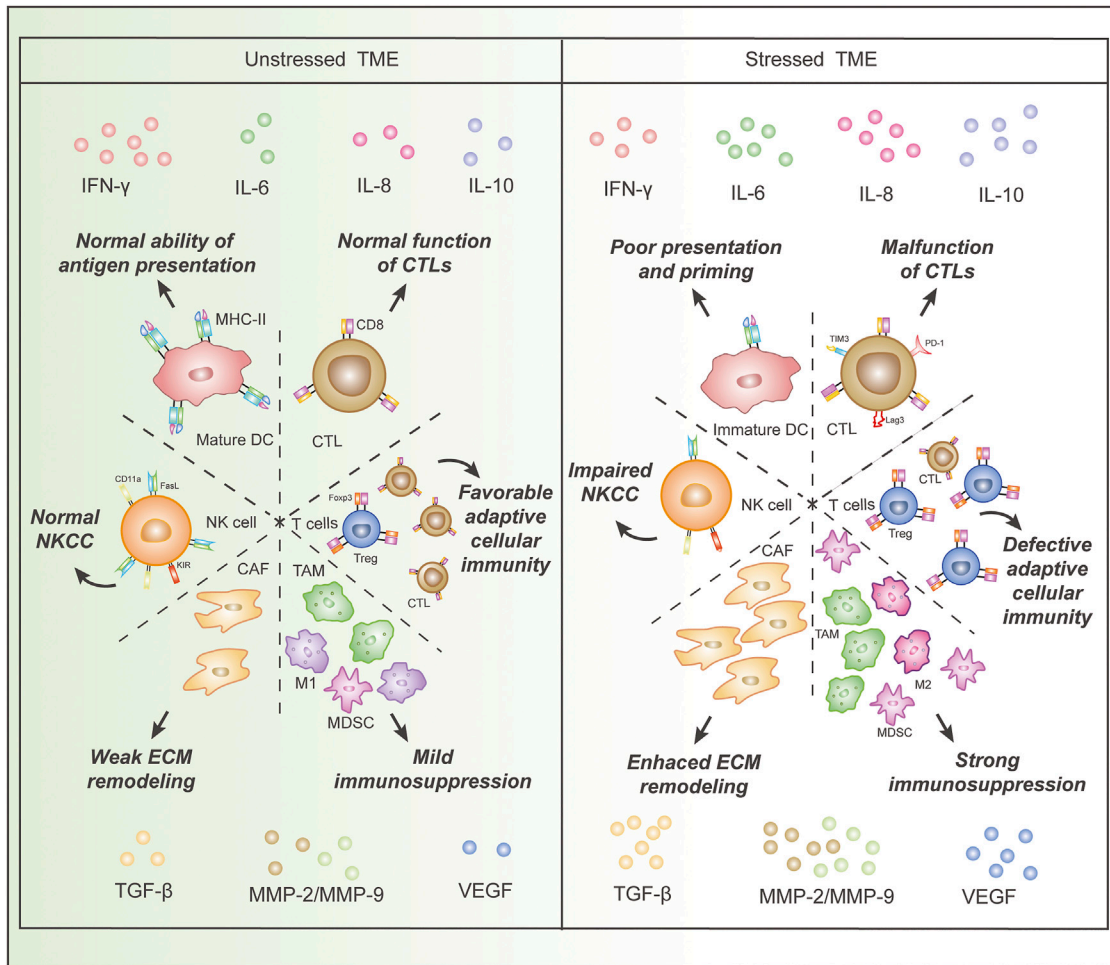 Unstressed TME
IFN-γ
IL-6
IL-8
IL-10
Normal ability of
antigen presentation
Normal function
of CTLs
MHC-II
CD8
Mature DC
CTL
CD11a
FasL
NK cell
KIR
Normal
NKCC
T cells
Foxp3
Treg
CTL
Favorable
adaptive
cellular
immunity
CAF
TAM
M1
MDSC
Weak ECM
remodeling
Mild
immunosuppression
TGF-β
MMP-2/MMP-9
VEGF
Stressed TME
IFN-γ
IL-6
IL-8
IL-10
Poor presentation
and priming
Malfunction
of CTLs
TIM3
PD-1
Lag3
Immature DC
CTL
Impaired
NKCC
NK cell
T cells
CTL
Treg
Defective
adaptive
cellular
immunity
CAF
TAM
M2
MDSC
Enhaced ECM
remodeling
Strong
immunosuppression
TGF-β
MMP-2/MMP-9
VEGF